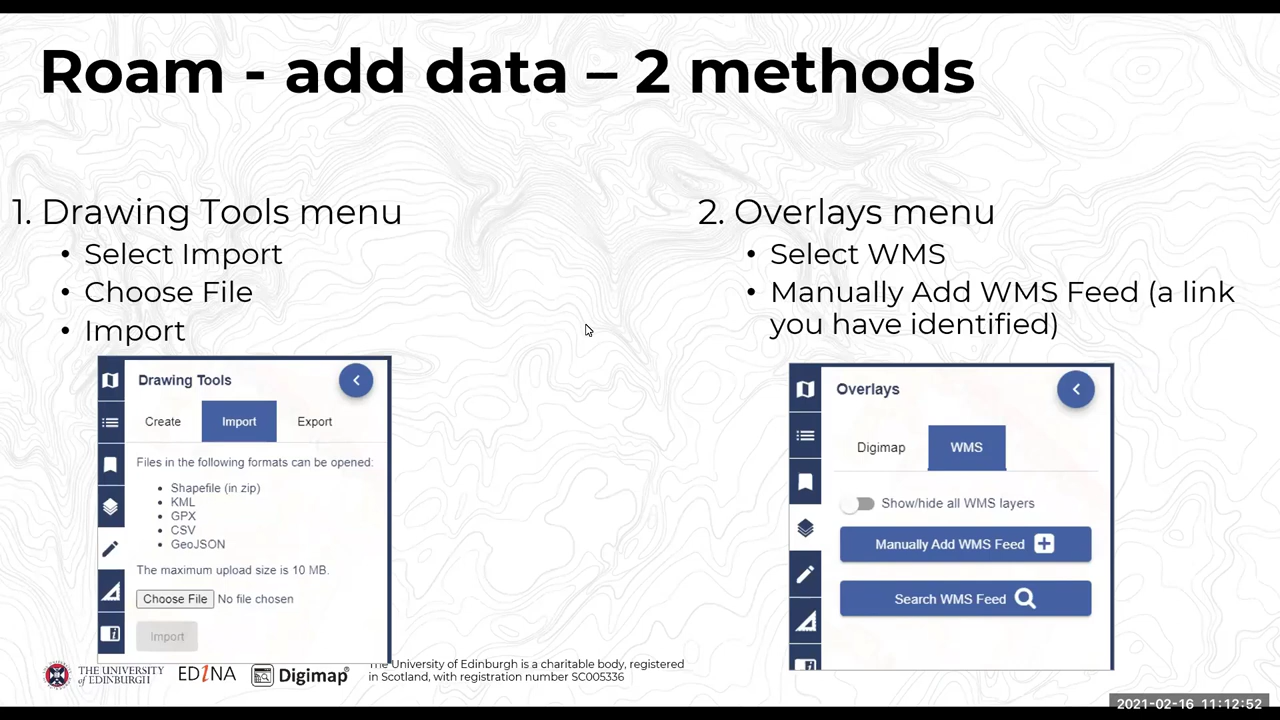 Roam - add data – 2 methods
1. Drawing Tools menu
• Select Import
• Choose File
• Import
Drawing Tools
Create Import Export
Files in the following formats can be opened:
• Shapefile (in zip)
• KML
• GPX
• CSV
• GeoJSON
The maximum upload size is 10 MB.
Choose File No file chosen
Import
2. Overlays menu
• Select WMS
• Manually Add WMS Feed (a link
you have identified)
Overlays
Digimap WMS
Show/hide all WMS layers
Manually Add WMS Feed
Search WMS Feed
THE UNIVERSITY
of EDINBURGH
EDINA
Digimap®
The University of Edinburgh is a charitable body, registered
in Scotland, with registration number SC005336
2021-02-16 11:12:52